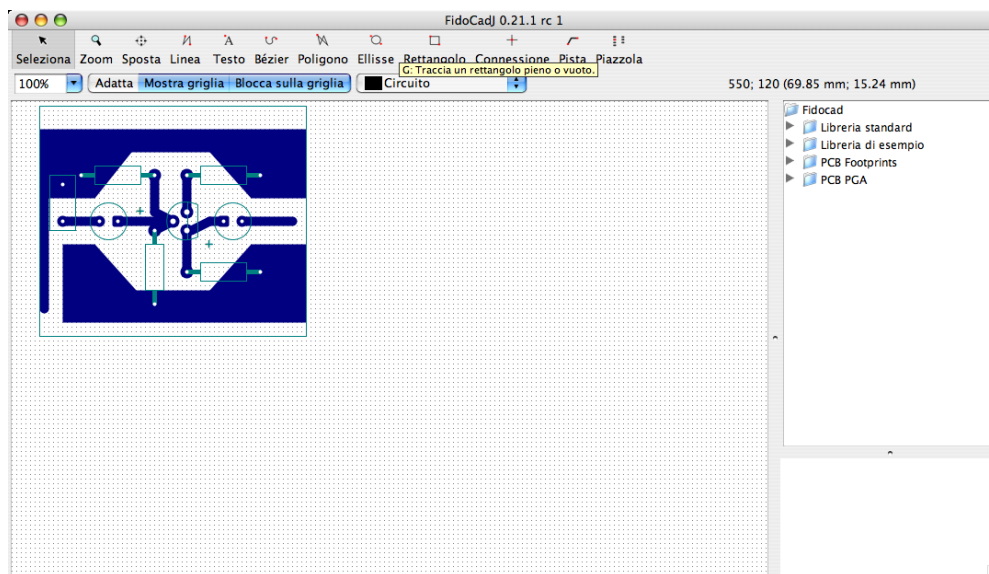 FidoCadJ 0.21.1 rc 1
Seleziona Zoom Sposta Linea Testo Bézier Poligono Ellisse Rettangolo Connessione Pista Piazzola
G: Traccia un rettangolo pieno o vuoto.
100% Adatta Mostra griglia Blocca sulla griglia Circuito 550; 120 (69.85 mm; 15.24 mm)
Fidocad
Libreria standard
Libreria di esempio
PCB Footprints
PCB PGA